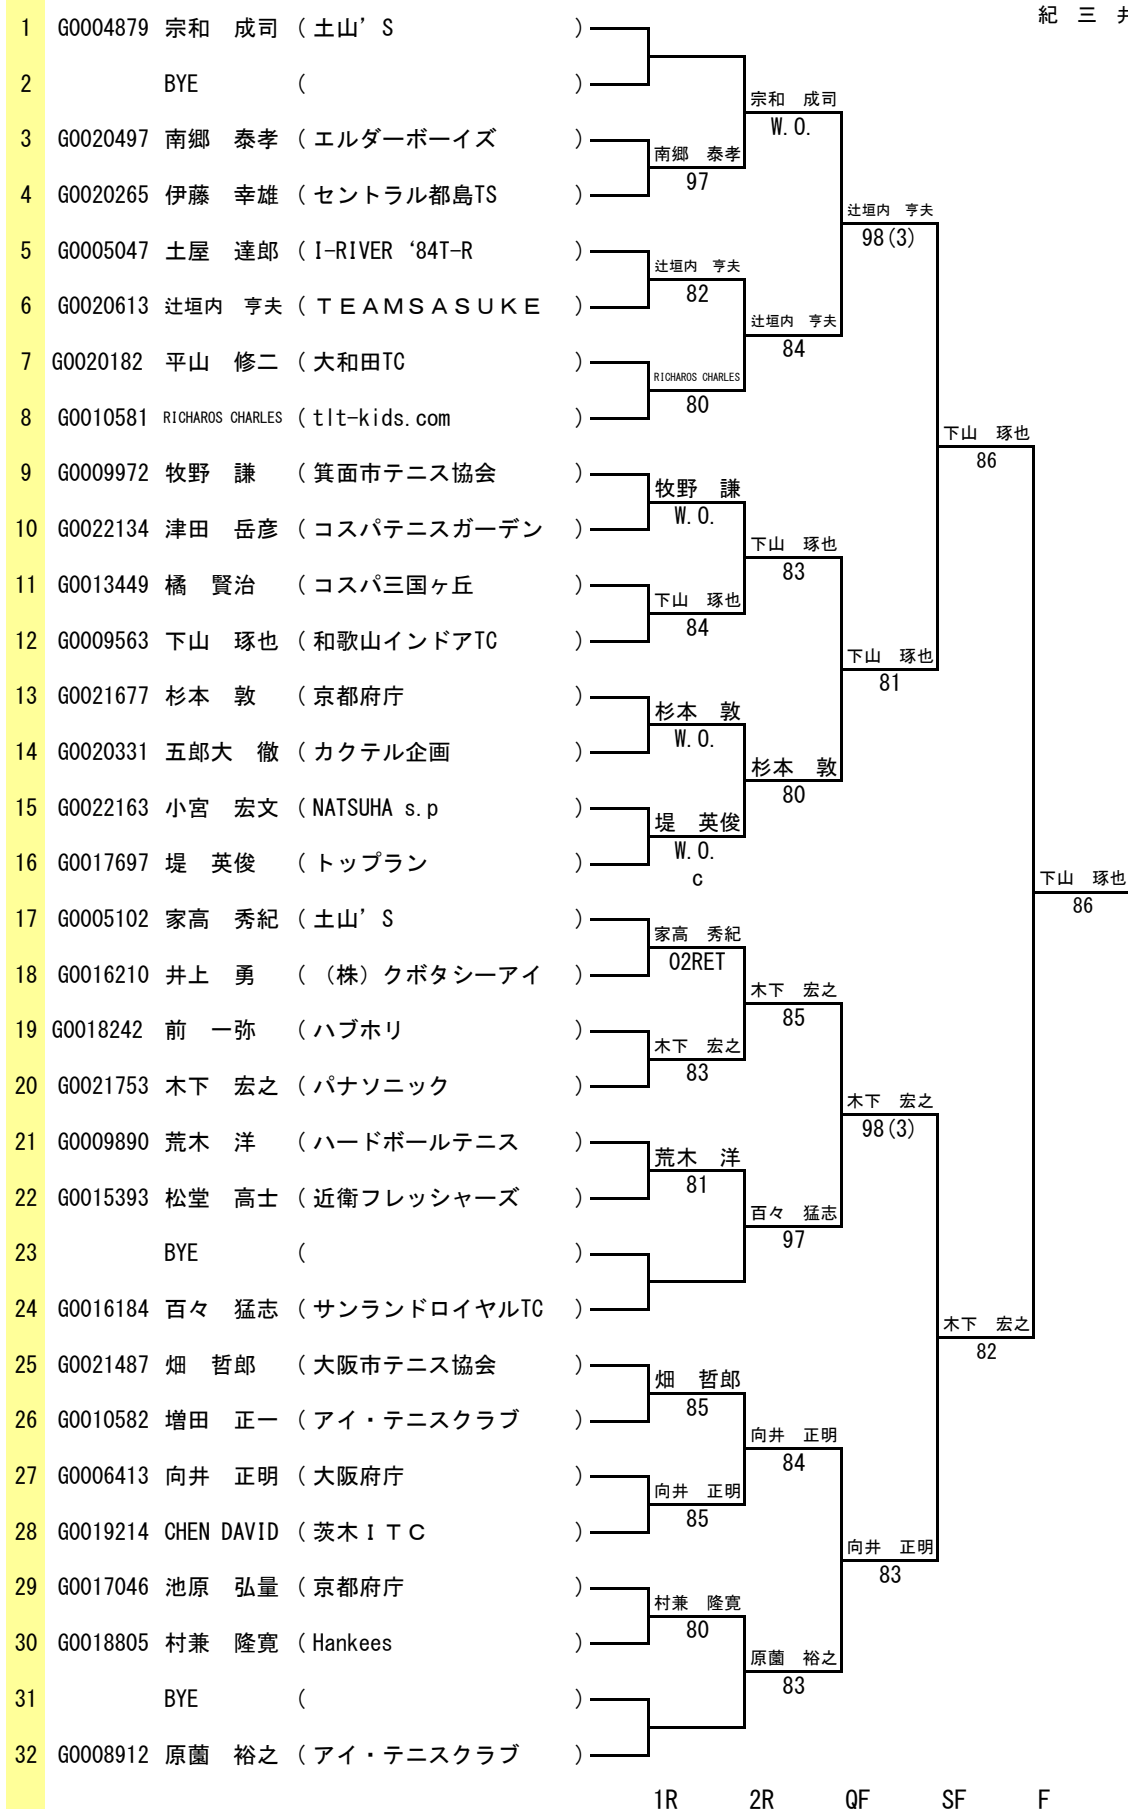 紀 三 井
1 G0004879 宗和 成司 ( 土山’S )
2 BYE ( )
宗和 成司
W.O.
3 G0020497 南郷 泰孝 ( エルダーボーイズ )
南郷 泰孝
97
4 G0020265 伊藤 幸雄 ( セントラル都島TS )
辻垣内 亨夫
98(3)
5 G0005047 土屋 達郎 ( I-RIVER ‘84T-R )
辻垣内 亨夫
82
6 G0020613 辻垣内 亨夫 ( ＴＥＡＭＳＡＳＵＫＥ )
辻垣内 亨夫
84
7 G0020182 平山 修二 ( 大和田TC )
RICHAROS CHARLES
80
8 G0010581 RICHAROS CHARLES ( tlt-kids.com )
下山 琢也
86
9 G0009972 牧野 謙 ( 箕面市テニス協会 )
牧野 謙
W.O.
10 G0022134 津田 岳彦 ( コスパテニスガーデン )
下山 琢也
83
11 G0013449 橘 賢治 ( コスパ三国ヶ丘 )
下山 琢也
84
12 G0009563 下山 琢也 ( 和歌山インドアTC )
下山 琢也
81
13 G0021677 杉本 敦 ( 京都府庁 )
杉本 敦
W.O.
14 G0020331 五郎大 徹 ( カクテル企画 )
杉本 敦
80
15 G0022163 小宮 宏文 ( NATSUHA s.p )
堤 英俊
W.O.
c
16 G0017697 堤 英俊 ( トップラン )
下山 琢也
86
17 G0005102 家高 秀紀 ( 土山’S )
家高 秀紀
02RET
18 G0016210 井上 勇 ( （株）クボタシーアイ )
木下 宏之
85
19 G0018242 前 一弥 ( ハブホリ )
木下 宏之
83
20 G0021753 木下 宏之 ( パナソニック )
木下 宏之
98(3)
21 G0009890 荒木 洋 ( ハードボールテニス )
荒木 洋
81
22 G0015393 松堂 高士 ( 近衛フレッシャーズ )
百々 猛志
97
23 BYE ( )
24 G0016184 百々 猛志 ( サンランドロイヤルTC )
木下 宏之
82
25 G0021487 畑 哲郎 ( 大阪市テニス協会 )
畑 哲郎
85
26 G0010582 増田 正一 ( アイ・テニスクラブ )
向井 正明
84
27 G0006413 向井 正明 ( 大阪府庁 )
向井 正明
85
28 G0019214 CHEN DAVID ( 茨木ＩＴＣ )
向井 正明
83
29 G0017046 池原 弘量 ( 京都府庁 )
村兼 隆寛
80
30 G0018805 村兼 隆寛 ( Hankees )
原薗 裕之
83
31 BYE ( )
32 G0008912 原薗 裕之 ( アイ・テニスクラブ )
1R 2R QF SF F